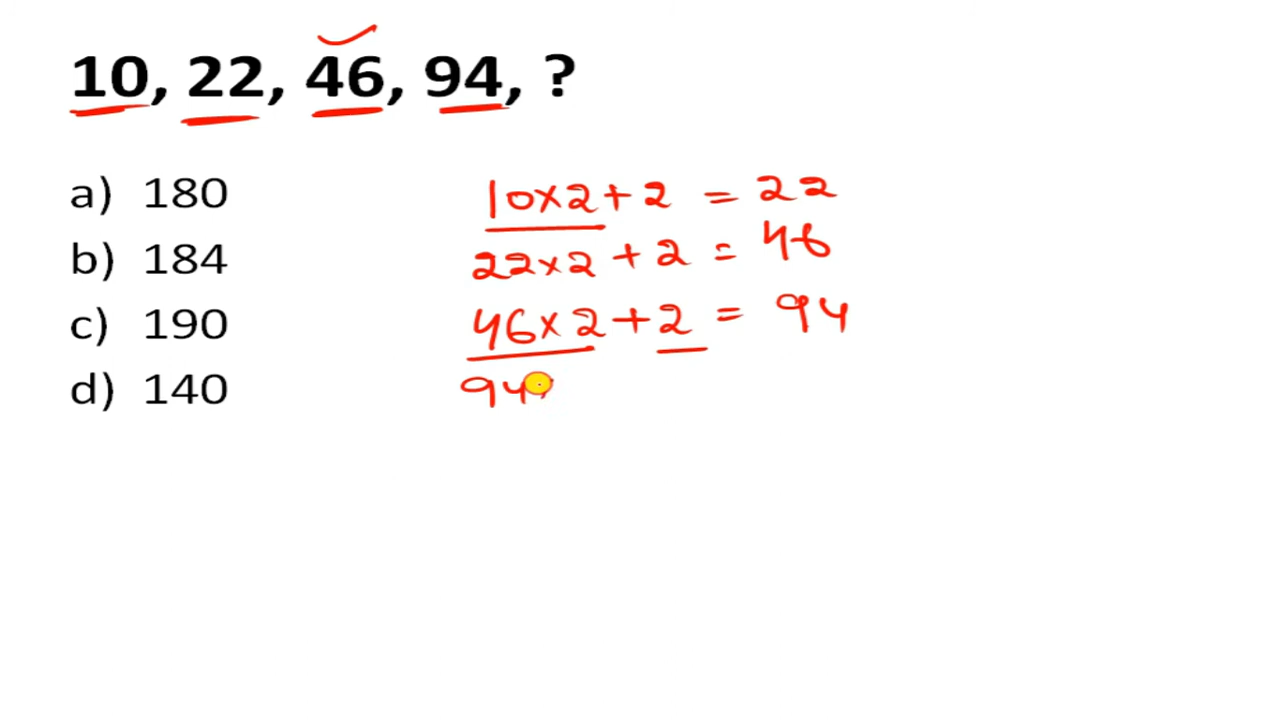 10, 22, 46, 94, ?
a) 180
b) 184
c) 190
d) 140
10×2+2 = 22
22×2+2 = 46
46×2+2 = 94
94